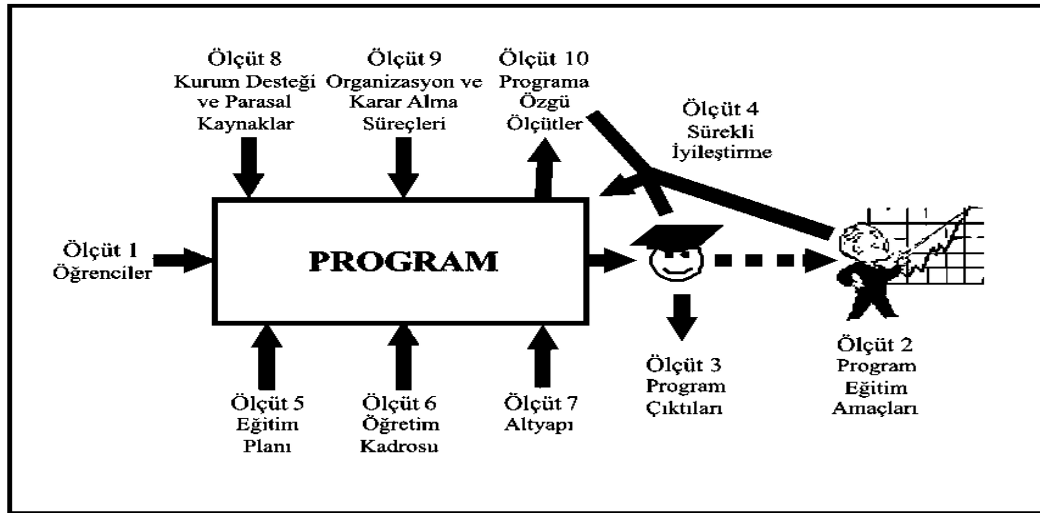 Ölçüt 8
Kurum Desteği
ve Parasal
Kaynaklar
Ölçüt 9
Organizasyon ve
Karar Alma
Süreçleri
Ölçüt 10
Programa
Özgü
Ölçütler
Ölçüt 4
Sürekli
İyileştirme
Ölçüt 1
Öğrenciler
PROGRAM
Ölçüt 5
Eğitim
Planı
Ölçüt 6
Öğretim
Kadrosu
Ölçüt 7
Altyapı
Ölçüt 3
Program
Çıktıları
Ölçüt 2
Program
Eğitim
Amaçları